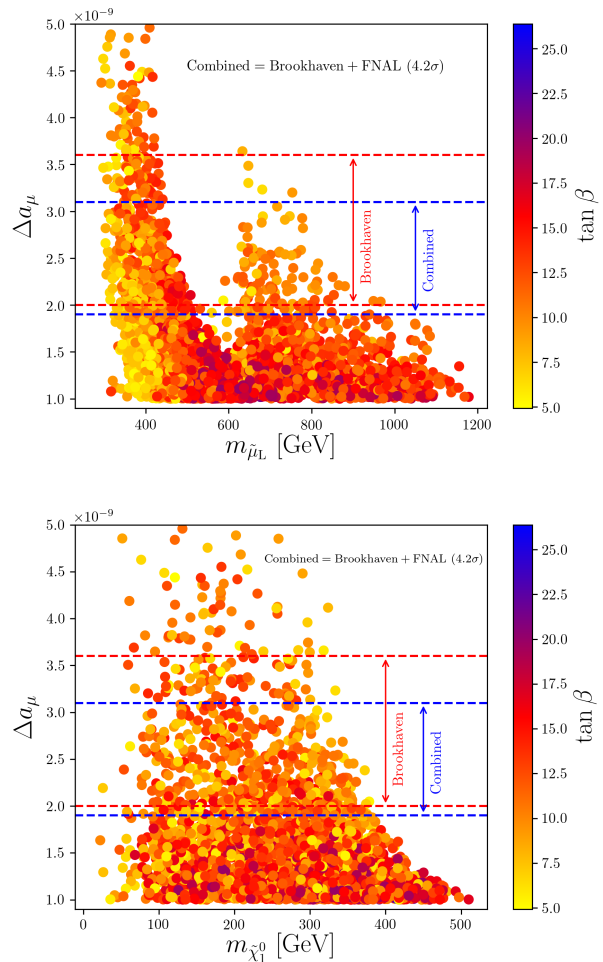 ×10⁻⁹
5.0
4.5
4.0
3.5
3.0
2.5
2.0
1.5
1.0
Δaμ
Combined = Brookhaven + FNAL (4.2σ)
Brookhaven
Combined
400 600 800 1000 1200
m_μ̃L [GeV]
25.0
22.5
20.0
17.5
15.0
12.5
10.0
7.5
5.0
tan β
×10⁻⁹
5.0
4.5
4.0
3.5
3.0
2.5
2.0
1.5
1.0
Δaμ
Combined = Brookhaven + FNAL (4.2σ)
Brookhaven
Combined
0 100 200 300 400 500
m_χ̃₁⁰ [GeV]
25.0
22.5
20.0
17.5
15.0
12.5
10.0
7.5
5.0
tan β